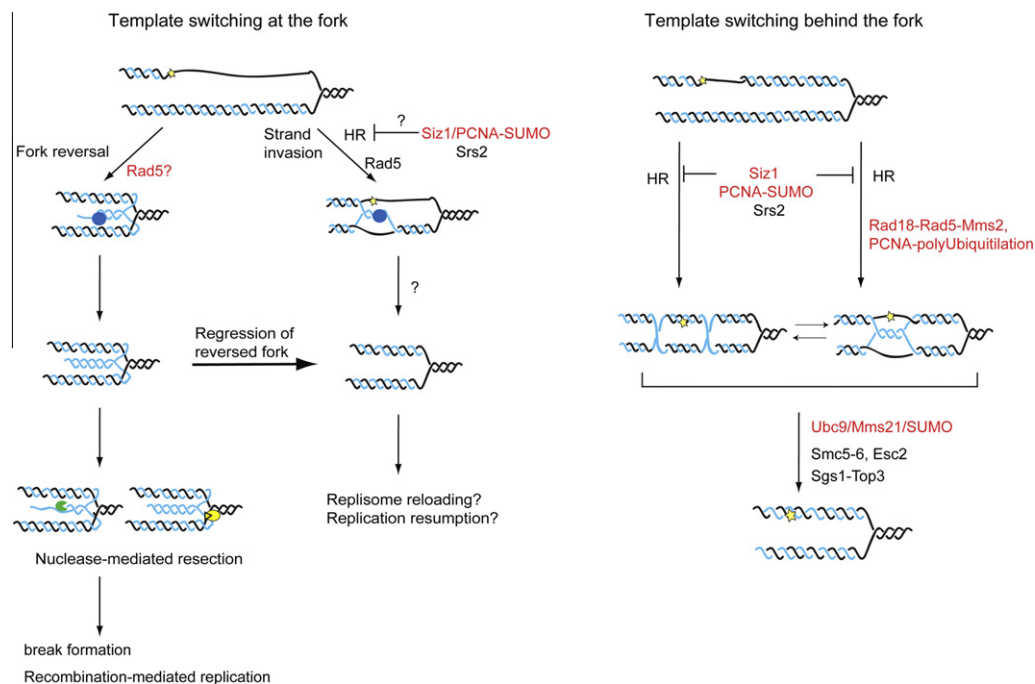 Template switching at the fork
Fork reversal
Rad5?
Strand
invasion
HR
?
Siz1/PCNA-SUMO
Srs2
Rad5
?
Regression of
reversed fork
Nuclease-mediated resection
break formation
Recombination-mediated replication
Replisome reloading?
Replication resumption?
Template switching behind the fork
HR
Siz1
PCNA-SUMO
Srs2
HR
Rad18-Rad5-Mms2,
PCNA-polyUbiquitilation
Ubc9/Mms21/SUMO
Smc5-6, Esc2
Sgs1-Top3